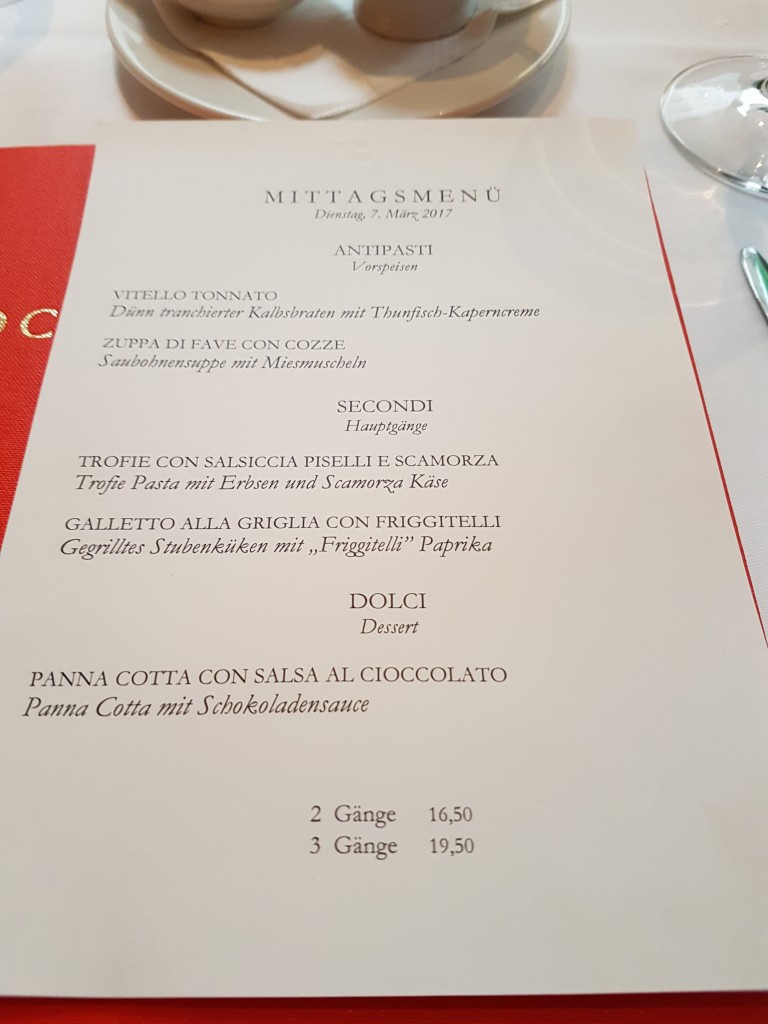 MITTAGSMENÜ
Dienstag, 7. März 2017
ANTIPASTI
Vorspeisen
VITELLO TONNATO
Dünn tranchierter Kalbsbraten mit Thunfisch-Kaperncreme
ZUPPA DI FAVE CON COZZE
Saubohnensuppe mit Miesmuscheln
SECONDI
Hauptgänge
TROFIE CON SALSICCIA PISELLI E SCAMORZA
Trofie Pasta mit Erbsen und Scamorza Käse
GALLETTO ALLA GRIGLIA CON FRIGGITELLI
Gegrilltes Stubenküken mit „Friggitelli” Paprika
DOLCI
Dessert
PANNA COTTA CON SALSA AL CIOCCOLATO
Panna Cotta mit Schokoladensauce
2 Gänge 16,50
3 Gänge 19,50